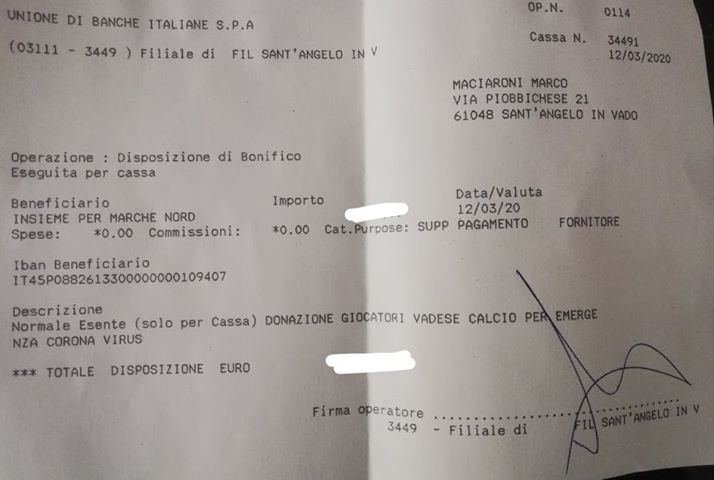 UNIONE DI BANCHE ITALIANE S.P.A
OP.N. 0114
(03111 - 3449 ) Filiale di FIL SANT'ANGELO IN V
Cassa N. 34491
12/03/2020
MACIARONI MARCO
VIA PIOBBICHESE 21
61048 SANT'ANGELO IN VADO
Operazione : Disposizione di Bonifico
Eseguita per cassa
Beneficiario Importo Data/Valuta
INSIEME PER MARCHE NORD 12/03/20
Spese: *0.00 Commissioni: *0.00 Cat.Purpose: SUPP PAGAMENTO FORNITORE
Iban Beneficiario
IT45P0882613300000000109407
Descrizione
Normale Esente (solo per Cassa) DONAZIONE GIOCATORI VADESE CALCIO PER EMERGE
NZA CORONA VIRUS
*** TOTALE DISPOSIZIONE EURO
Firma operatore ..............................
3449 - Filiale di FIL SANT'ANGELO IN V